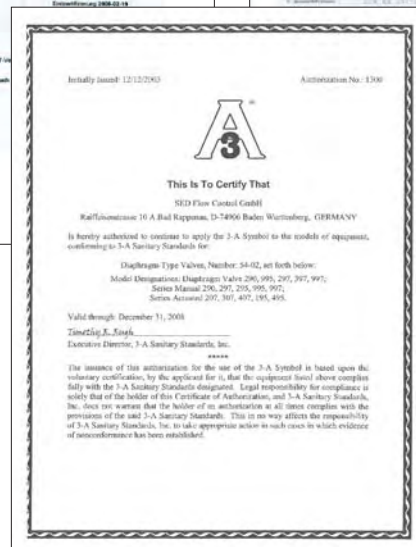 Erstzertifizierung 2008-02-19
Initially Issued: 12/12/2003
Authorization No.: 1300
A
3
®
This Is To Certify That
SED Flow Control GmbH
Raiffeisenstrasse 10 A Bad Rappenau, D-74906 Baden Wurttenberg, GERMANY
is hereby authorized to continue to apply the 3-A Symbol to the models of equipment,
conforming to 3-A Sanitary Standards for:
Diaphragm Type Valves, Number: 54-02, set forth below:
Model Designations: Diaphragm Valve 290, 995, 297, 397, 997;
Series Manual 290, 297, 295, 995, 997;
Series Actuated 207, 307, 407, 195, 495.
Valid through: December 31, 2008
Executive Director, 3-A Sanitary Standards, Inc.
*****
The issuance of this authorization for the use of the 3-A Symbol is based upon the
voluntary certification, by the applicant for it, that the equipment listed above complies
fully with the 3-A Sanitary Standards designated. Legal responsibility for compliance is
solely that of the holder of this Certificate of Authorization, and 3-A Sanitary Standards,
Inc. does not warrant that the holder of an authorization at all times complies with the
provisions of the said 3-A Sanitary Standards. This in no way affects the responsibility
of 3-A Sanitary Standards, Inc. to take appropriate action in such cases in which evidence
of nonconformance has been established.